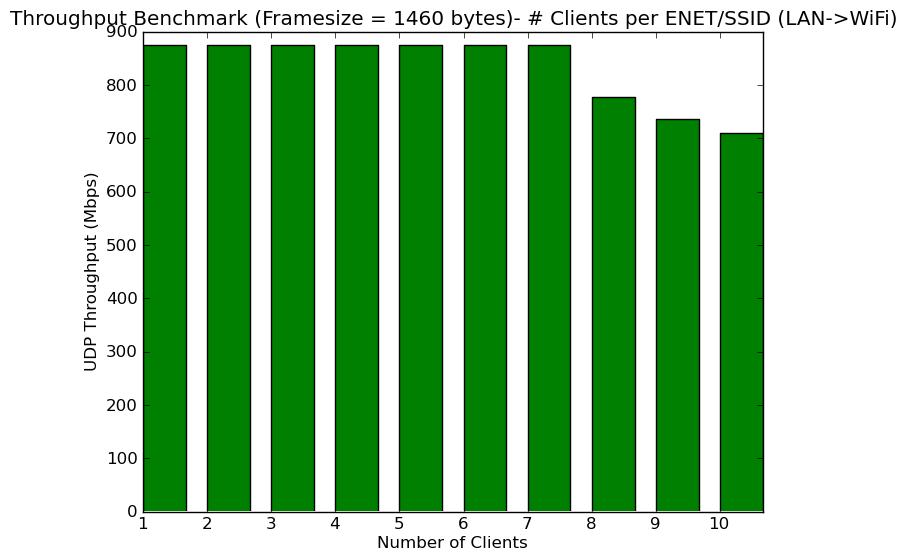 Throughput Benchmark (Framesize = 1460 bytes)- # Clients per ENET/SSID (LAN->WiFi)
900
800
700
600
500
400
300
200
100
0
UDP Throughput (Mbps)
1 2 3 4 5 6 7 8 9 10
Number of Clients